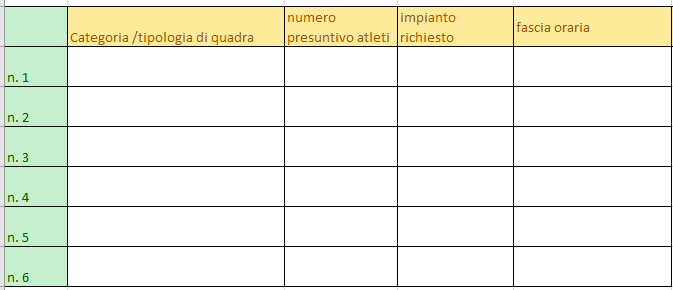 Categoria /tipologia di quadra
numero
presuntivo atleti
impianto
richiesto
fascia oraria
n. 1
n. 2
n. 3
n. 4
n. 5
n. 6